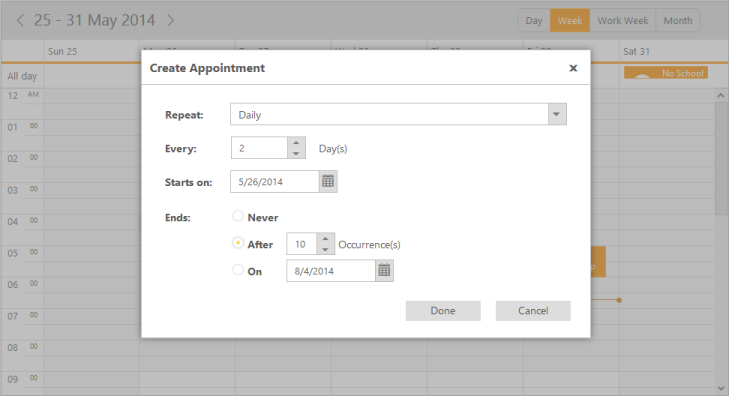 25 - 31 May 2014 Day Week Work Week Month
Sun 25 Fri 30 Sat 31
Create Appointment
All day No School
12 AM
Repeat: Daily
01 00
Every: 2 Day(s)
02 00
Starts on: 5/26/2014
03 00
Ends: Never
04 00
After 10 Occurrence(s)
05 00
On 8/4/2014
06 00
Done Cancel
07 00
08 00
09 00